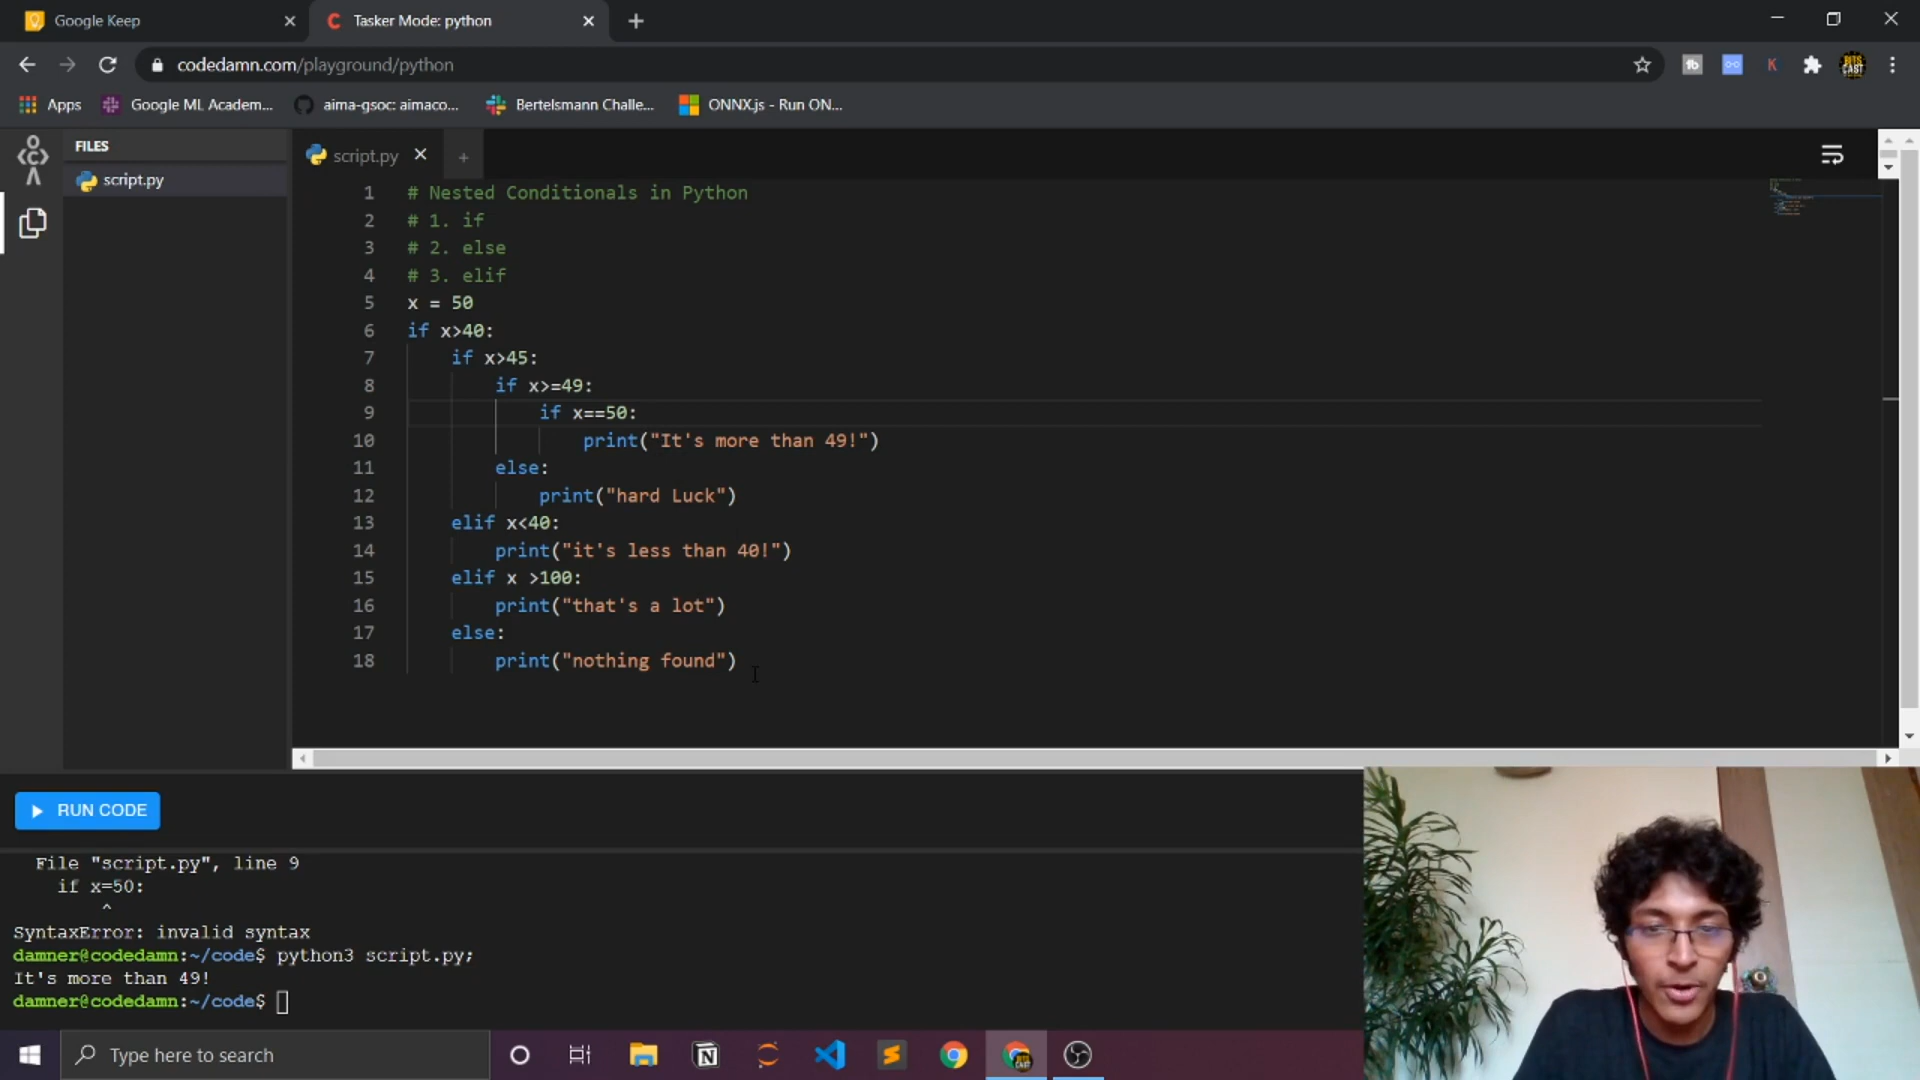 Google Keep
Tasker Mode: python
codedamn.com/playground/python
Apps
Google ML Academ...
aima-gsoc: aimaco...
Bertelsmann Challe...
ONNX.js - Run ON...
FILES
script.py
script.py
1 # Nested Conditionals in Python
2 # 1. if
3 # 2. else
4 # 3. elif
5 x = 50
6 if x>40:
7 if x>45:
8 if x>=49:
9 if x==50:
10 print("It's more than 49!")
11 else:
12 print("hard Luck")
13 elif x<40:
14 print("it's less than 40!")
15 elif x >100:
16 print("that's a lot")
17 else:
18 print("nothing found")
RUN CODE
File "script.py", line 9
if x=50:
^
SyntaxError: invalid syntax
damner@codedamn:~/code$ python3 script.py;
It's more than 49!
damner@codedamn:~/code$
Type here to search